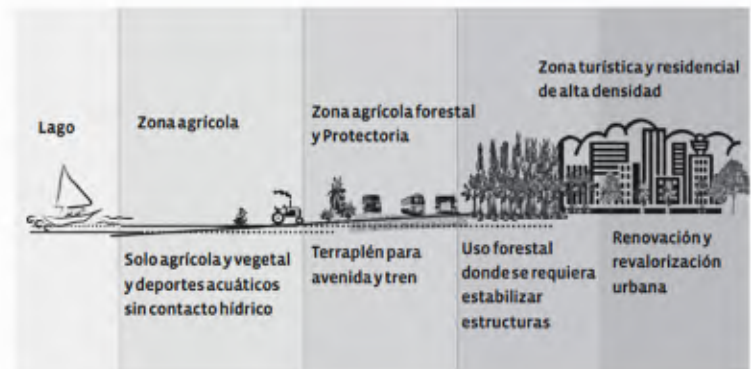 Lago
Zona agrícola
Zona agrícola forestal
y Protectoria
Zona turística y residencial
de alta densidad
Solo agrícola y vegetal
y deportes acuáticos
sin contacto hídrico
Terraplén para
avenida y tren
Uso forestal
donde se requiera
estabilizar
estructuras
Renovación y
revalorización
urbana